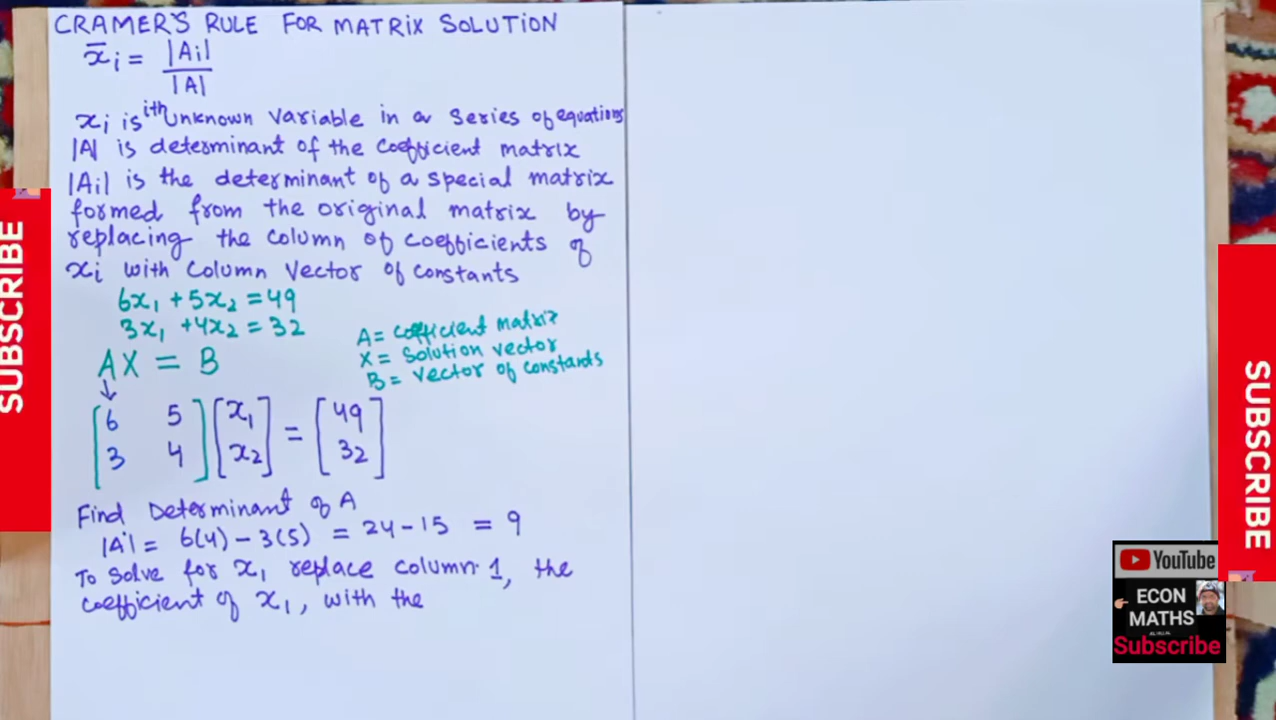 CRAMER'S RULE FOR MATRIX SOLUTION
x̄i = |Ai| / |A|
xi is ith unknown variable in a series of equations
|A| is determinant of the coefficient matrix
|Ai| is the determinant of a special matrix
formed from the original matrix by
replacing the column of coefficients of
xi with column vector of constants
6x1 + 5x2 = 49
3x1 + 4x2 = 32
A = cofficient matrix
X = Solution vector
B = Vector of constants
AX = B
↓
[6 5] [x1] = [49]
[3 4] [x2] [32]
Find Determinant of A
|A| = 6(4) - 3(5) = 24 - 15 = 9
To solve for x1 replace column 1, the
coefficient of x1, with the
SUBSCRIBE
SUBSCRIBE
YouTube
ECON
MATHS
Subscribe